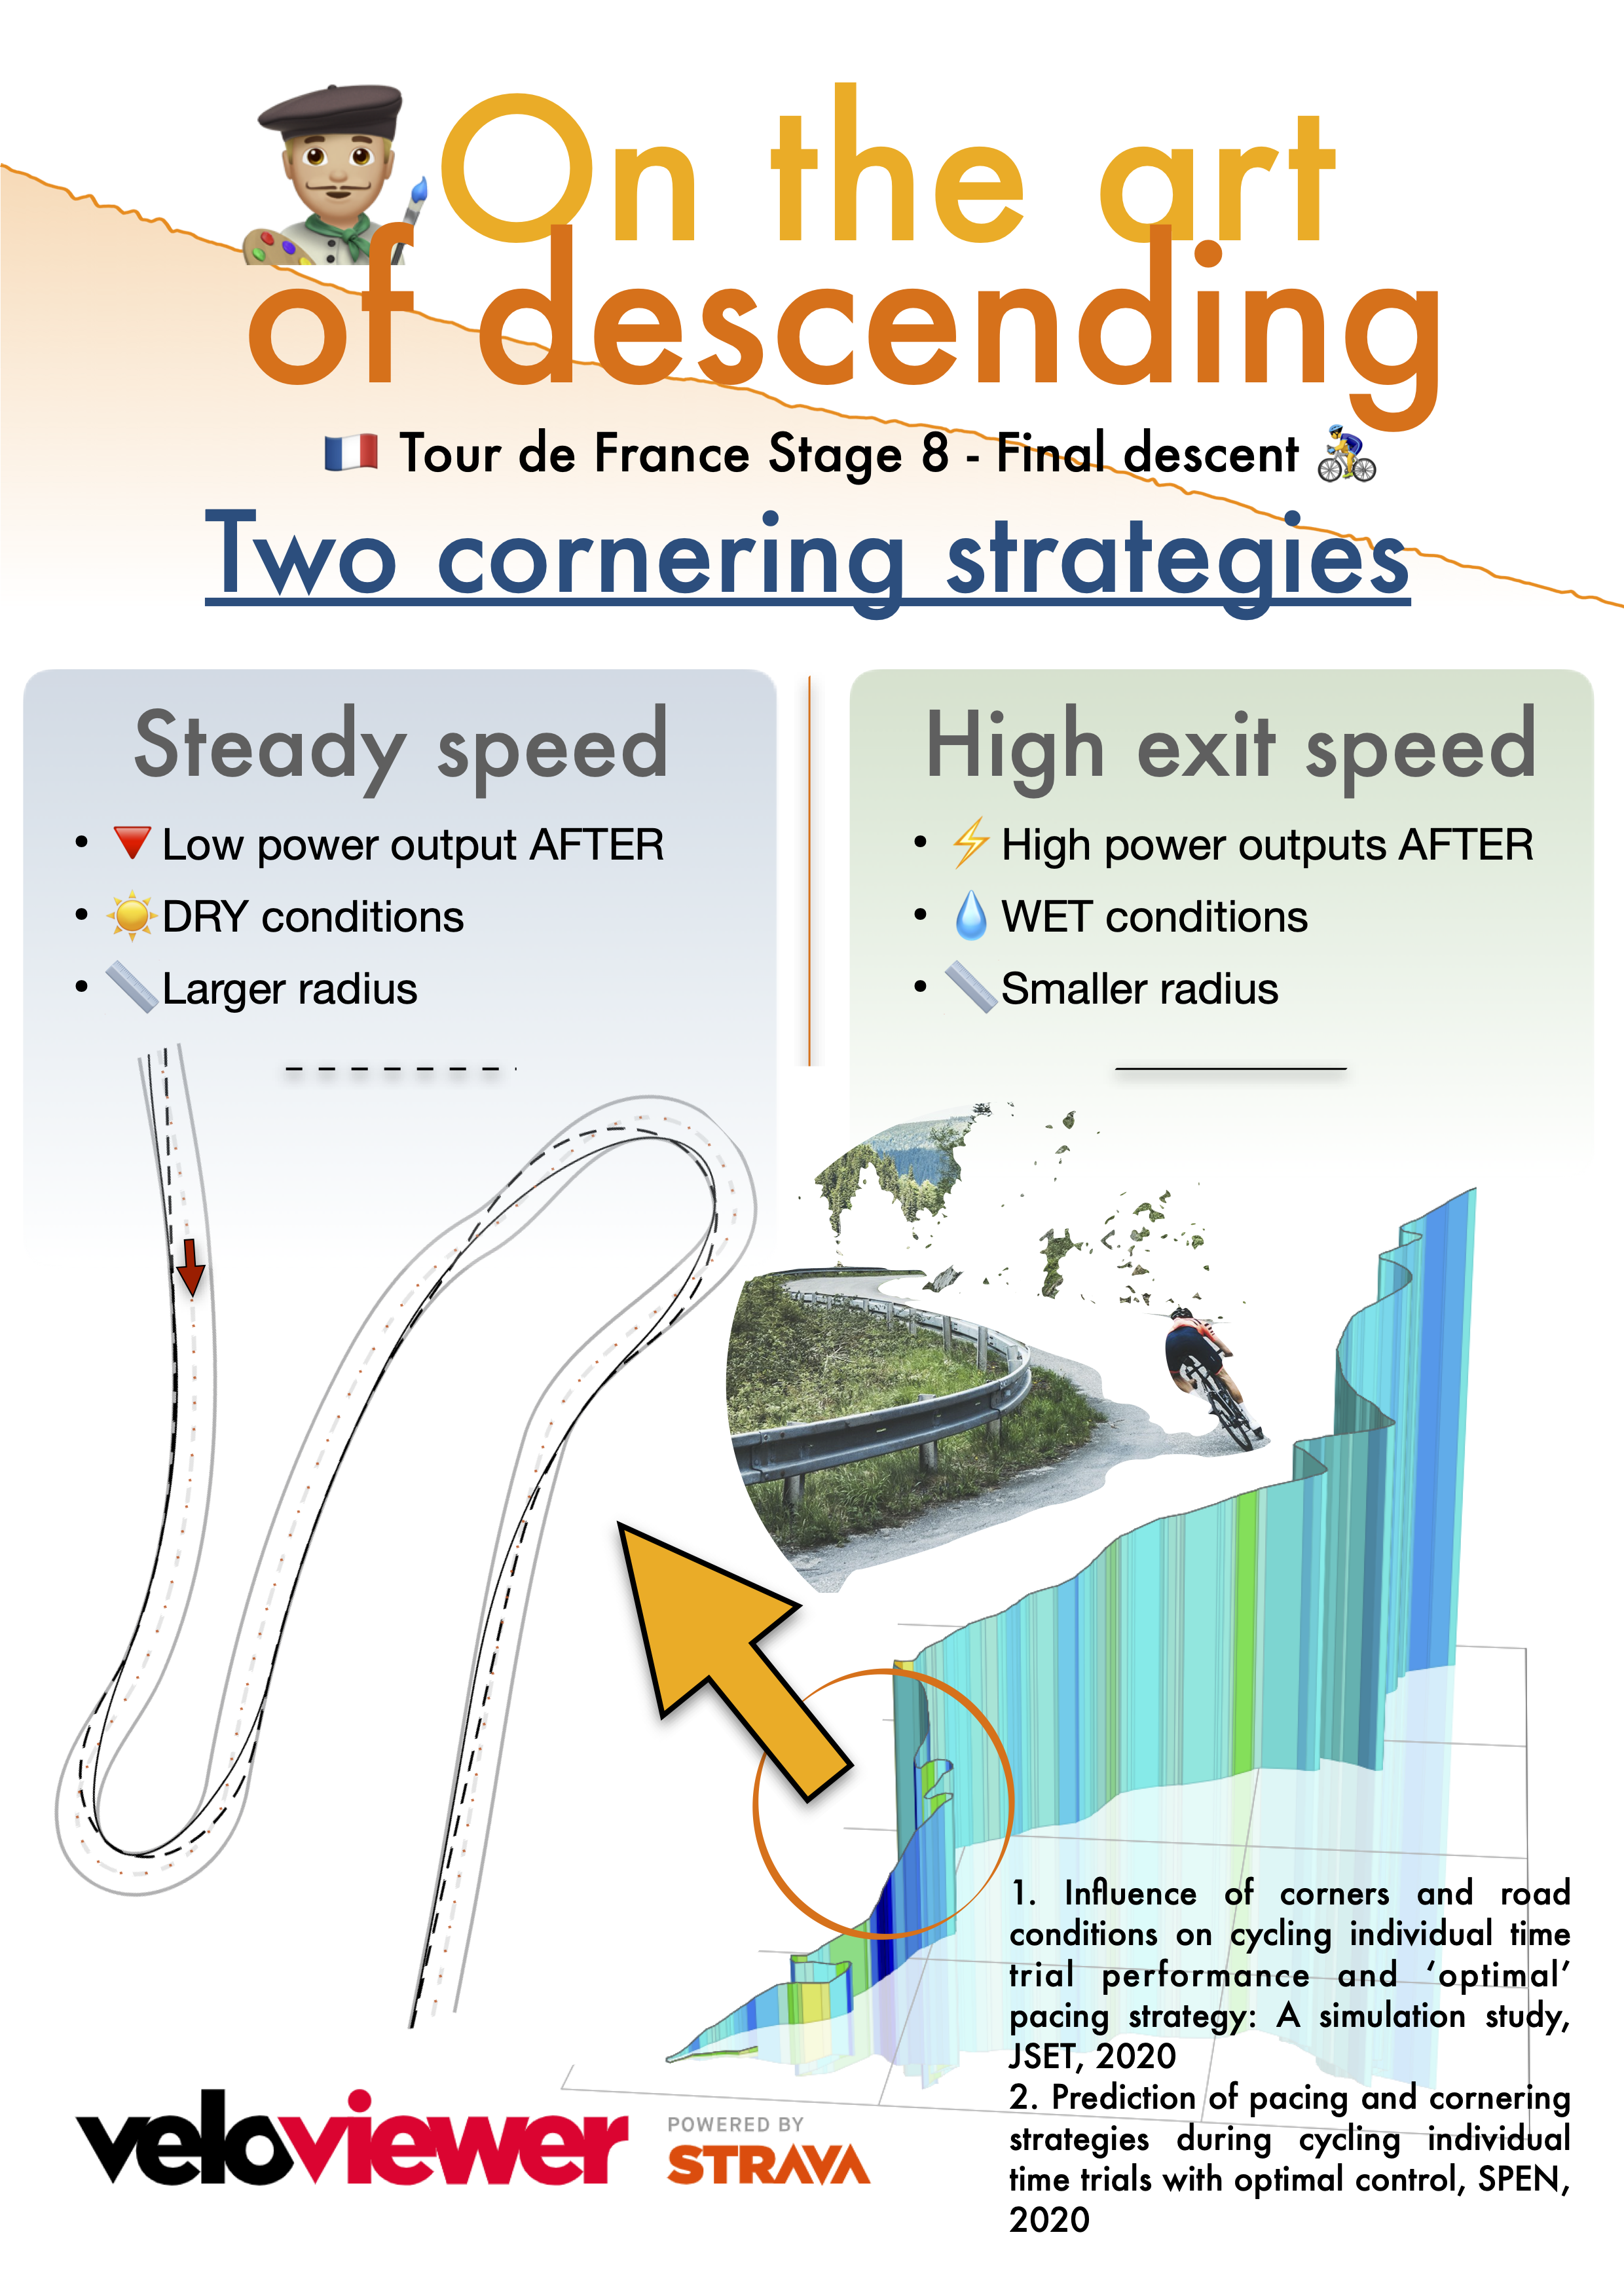 On the art
of descending
Tour de France Stage 8 - Final descent
Two cornering strategies
Steady speed
• Low power output AFTER
• DRY conditions
• Larger radius
High exit speed
• High power outputs AFTER
• WET conditions
• Smaller radius
1. Influence of corners and road
conditions on cycling individual time
trial performance and ‘optimal’
pacing strategy: A simulation study,
JSET, 2020
2. Prediction of pacing and cornering
strategies during cycling individual
time trials with optimal control, SPEN,
2020
veloviewer
POWERED BY
STRAVA